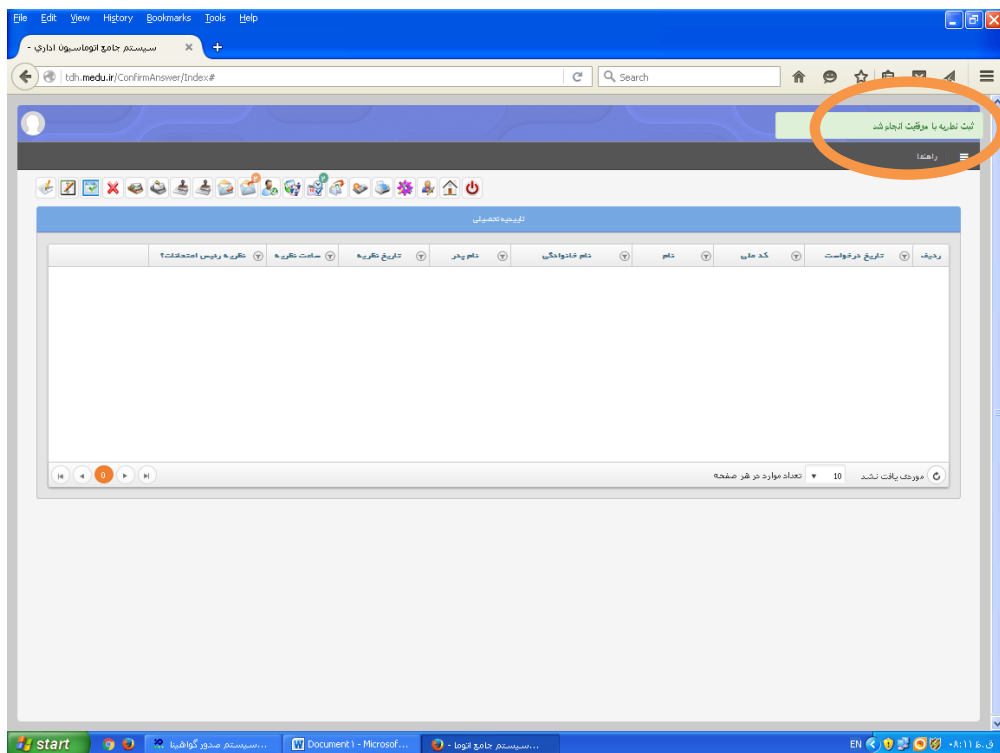 File Edit View History Bookmarks Tools Help
سیستم جامع اتوماسیون اداری -
tdh.medu.ir/ConfirmAnswer/Index#
Search
ثبت نظریه با موفقیت انجام شد
راهنما
تاییدیه تحصیلی
ردیف تاریخ درخواست کد ملی نام نام خانوادگی نام پدر تاریخ نظریه ساعت نظریه نظریه رئیس امتحانات؟
موردی یافت نشد 10 تعداد موارد در هر صفحه
0
start
سیستم صدور گواهینا...
Document1 - Microsof...
سیستم جامع اتوما - ...
EN
۰۸:۱۱ ق.ظ